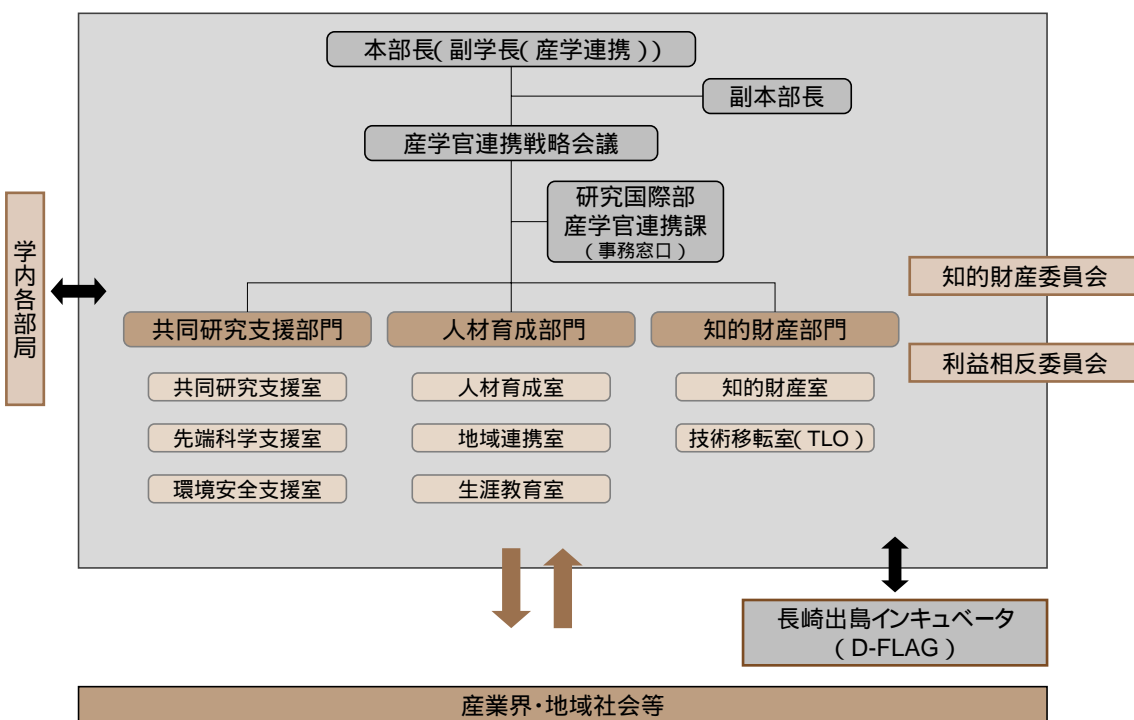 本部長(副学長(産学連携))
副本部長
産学官連携戦略会議
研究国際部
産学官連携課
(事務窓口)
学内各部局
知的財産委員会
利益相反委員会
共同研究支援部門
人材育成部門
知的財産部門
共同研究支援室
人材育成室
知的財産室
先端科学支援室
地域連携室
技術移転室(TLO)
環境安全支援室
生涯教育室
長崎出島インキュベータ
(D-FLAG)
産業界・地域社会等